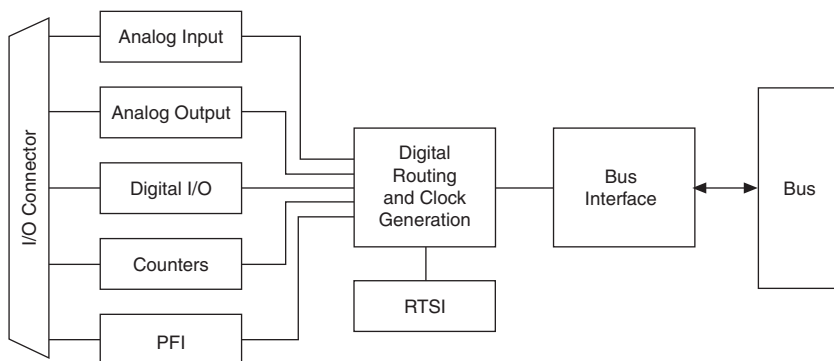 I/O Connector
Analog Input
Analog Output
Digital I/O
Counters
PFI
Digital
Routing
and Clock
Generation
RTSI
Bus
Interface
Bus